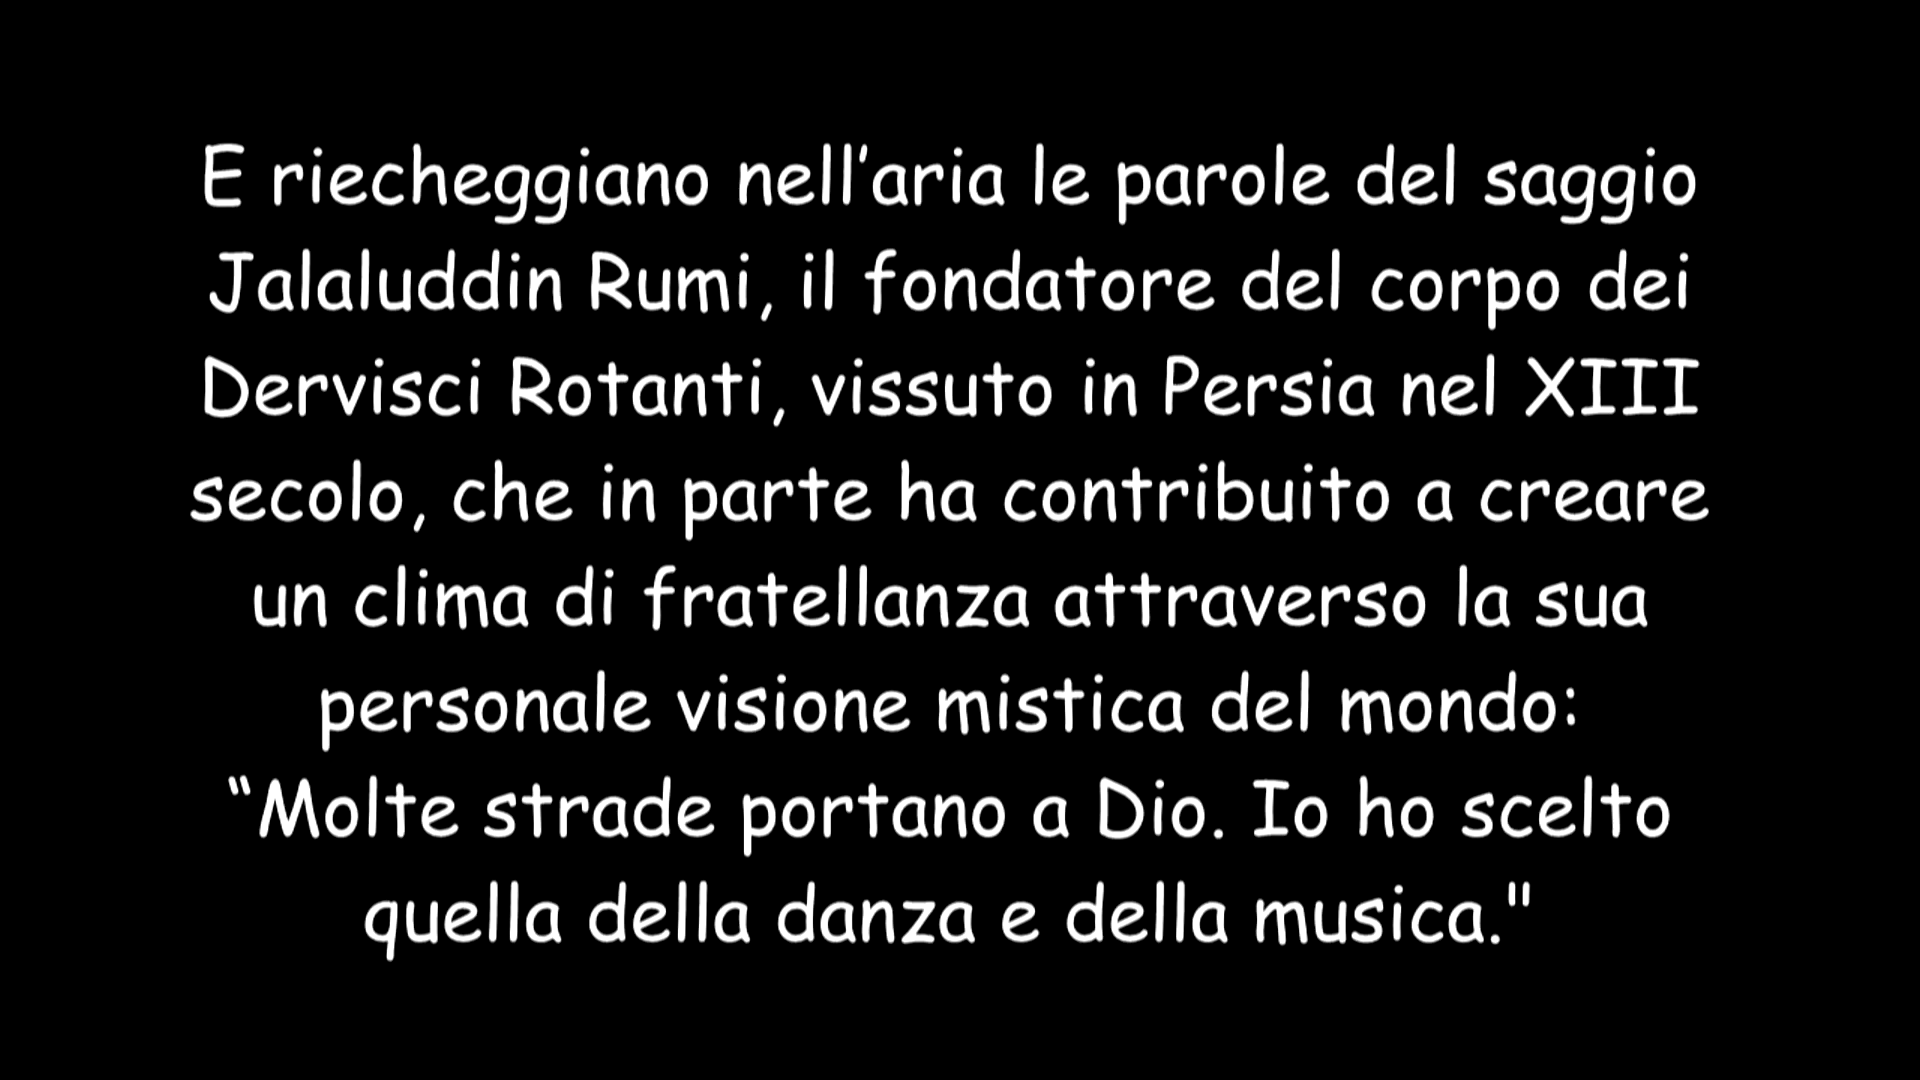 E riecheggiano nell’aria le parole del saggio
Jalaluddin Rumi, il fondatore del corpo dei
Dervisci Rotanti, vissuto in Persia nel XIII
secolo, che in parte ha contribuito a creare
un clima di fratellanza attraverso la sua
personale visione mistica del mondo:
“Molte strade portano a Dio. Io ho scelto
quella della danza e della musica."